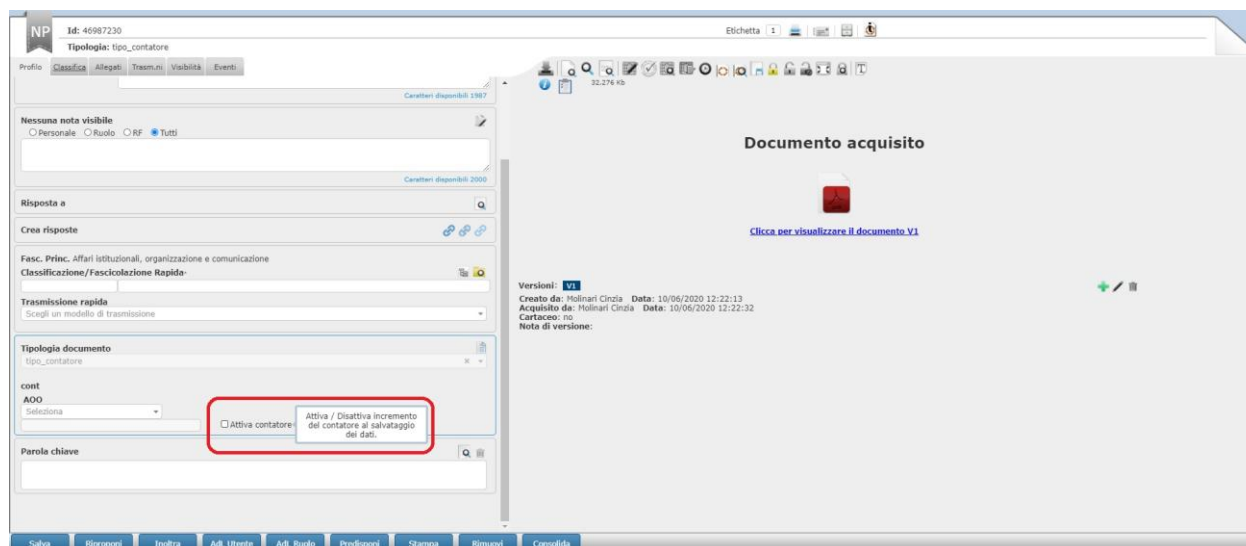 NP
Id: 46987230
Tipologia: tipo_contatore
Etichetta 1
Profilo Classifica Allegati Trasm.ni Visibilità Eventi
32.276 Kb
Caratteri disponibili 1987
Nessuna nota visibile
Personale Ruolo RF Tutti
Caratteri disponibili 2000
Risposta a
Crea risposte
Fasc. Princ. Affari istituzionali, organizzazione e comunicazione
Classificazione/Fascicolazione Rapida-
Trasmissione rapida
Scegli un modello di trasmissione
Tipologia documento
tipo_contatore
cont
AOO
Seleziona
Attiva contatore
Attiva / Disattiva incremento
del contatore al salvataggio
dei dati.
Parola chiave
Documento acquisito
Clicca per visualizzare il documento V1
Versioni: V1
Creato da: Molinari Cinzia Data: 10/06/2020 12:22:13
Acquisito da: Molinari Cinzia Data: 10/06/2020 12:22:32
Cartaceo: no
Nota di versione:
Salva Riproponi Inoltra Adl Utente Adl Ruolo Predisponi Stampa Rimuovi Consolida